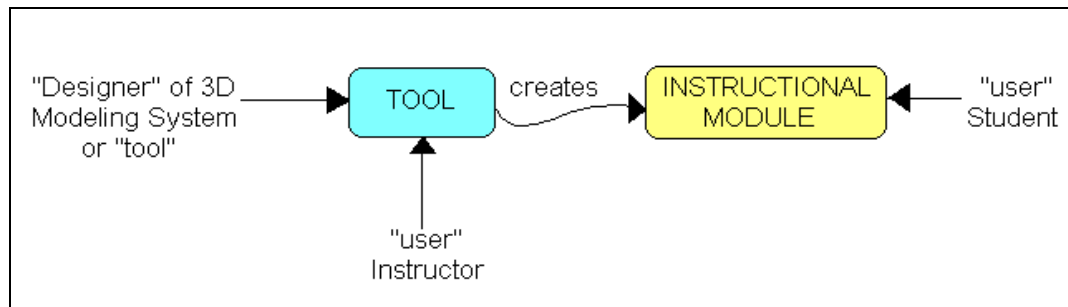 "Designer" of 3D
Modeling System
or "tool"
TOOL
creates
INSTRUCTIONAL
MODULE
"user"
Student
"user"
Instructor